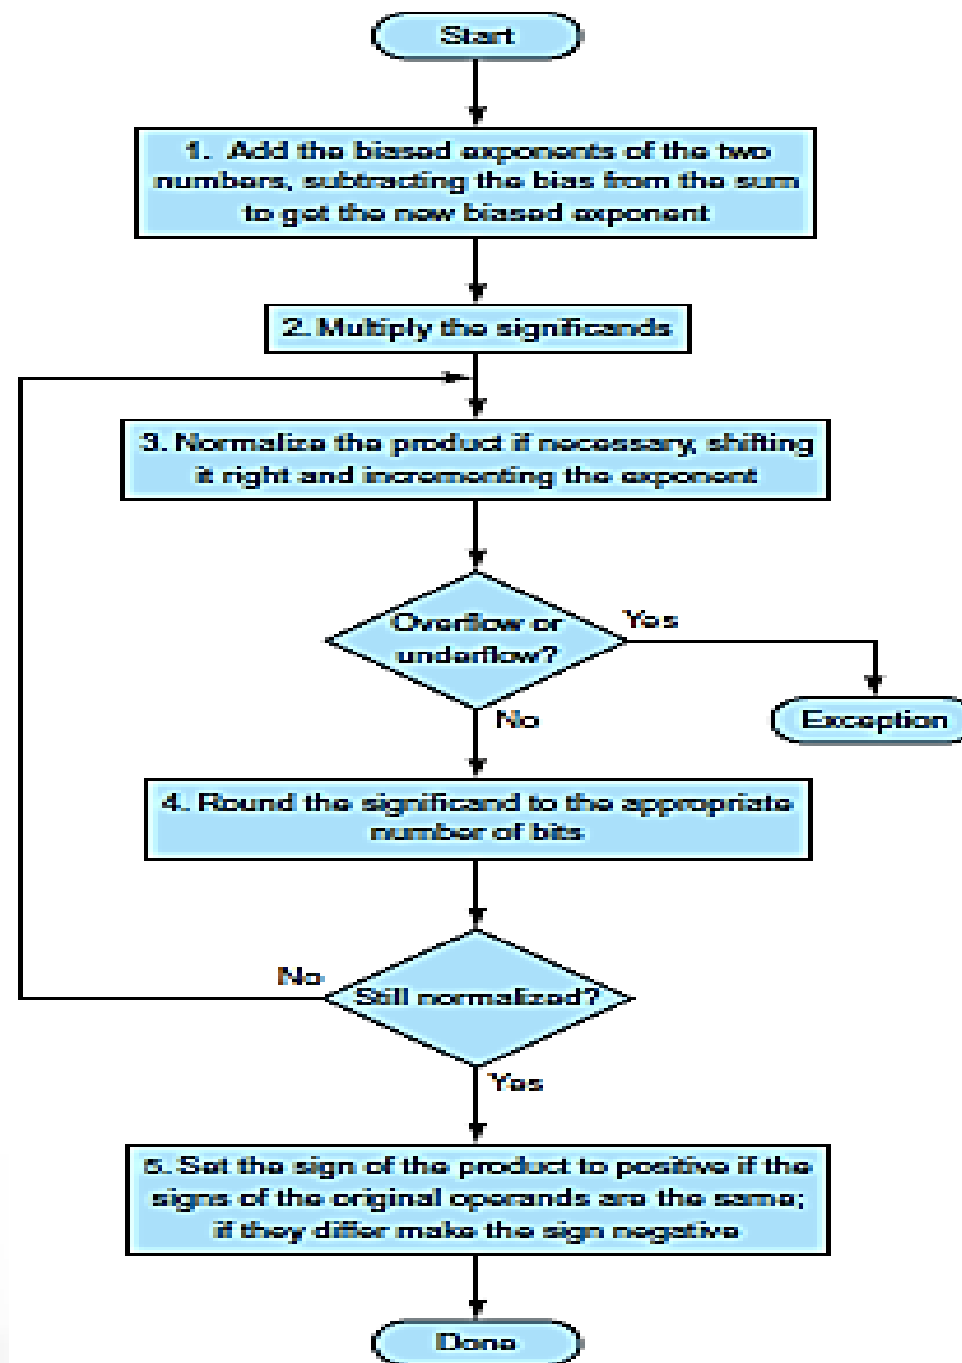 Start
1. Add the biased exponents of the two
numbers, subtracting the bias from the sum
to get the new biased exponent
2. Multiply the significands
3. Normalize the product if necessary, shifting
it right and incrementing the exponent
Overflow or
underflow?
Yes
Exception
No
4. Round the significand to the appropriate
number of bits
No
Still normalized?
Yes
5. Set the sign of the product to positive if the
signs of the original operands are the same;
if they differ make the sign negative
Done